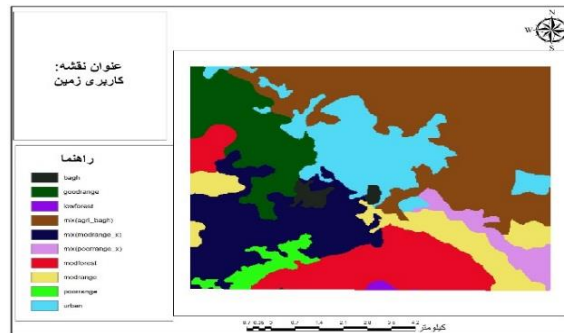 عنوان نقشه:
کاربری زمین
N
W
S
راهنما
bagh
goodrange
lowforest
mix(agri_bagh)
mix(modrange_x)
mix(poorrange_x)
modforest
modrange
poorrange
urban
کیلومتر